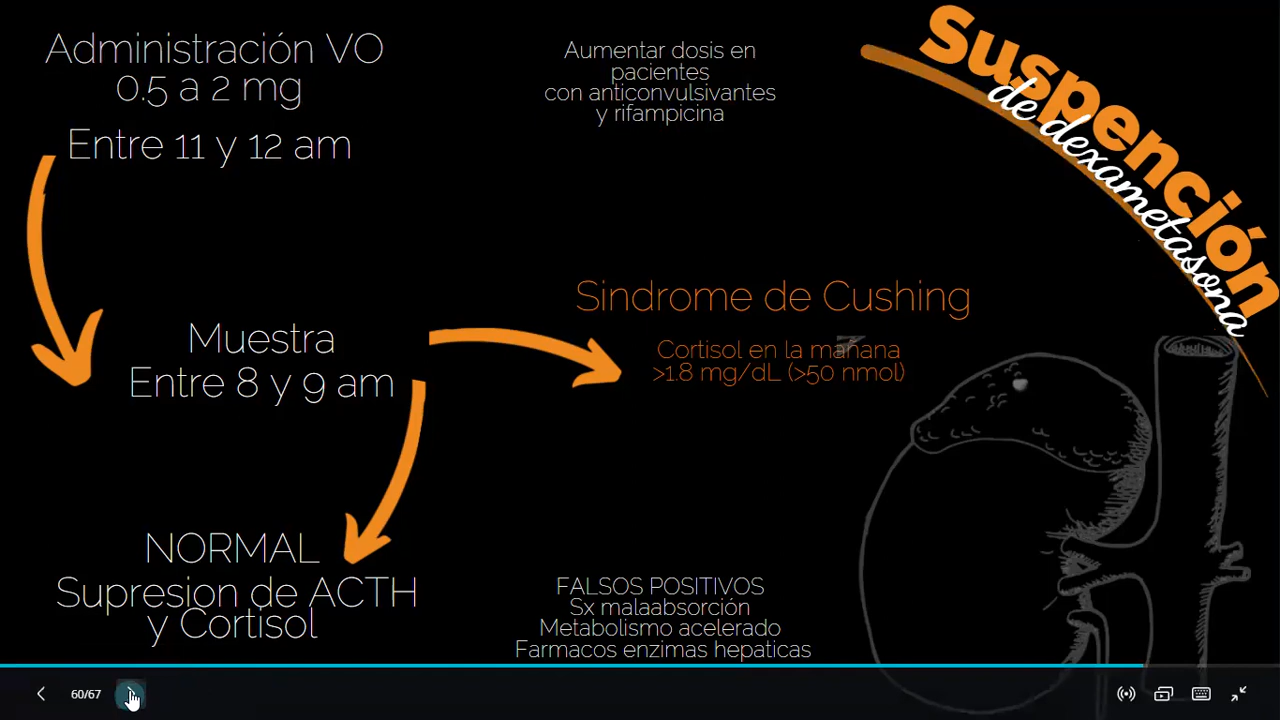 Administración VO
0.5 a 2 mg
Entre 11 y 12 am
Aumentar dosis en
pacientes
con anticonvulsivantes
y rifampicina
Suspención
de dexametasona
Muestra
Entre 8 y 9 am
Sindrome de Cushing
Cortisol en la mañana
>1.8 mg/dL (>50 nmol)
NORMAL
Supresion de ACTH
y Cortisol
FALSOS POSITIVOS
Sx malaabsorción
Metabolismo acelerado
Farmacos enzimas hepaticas
60/67